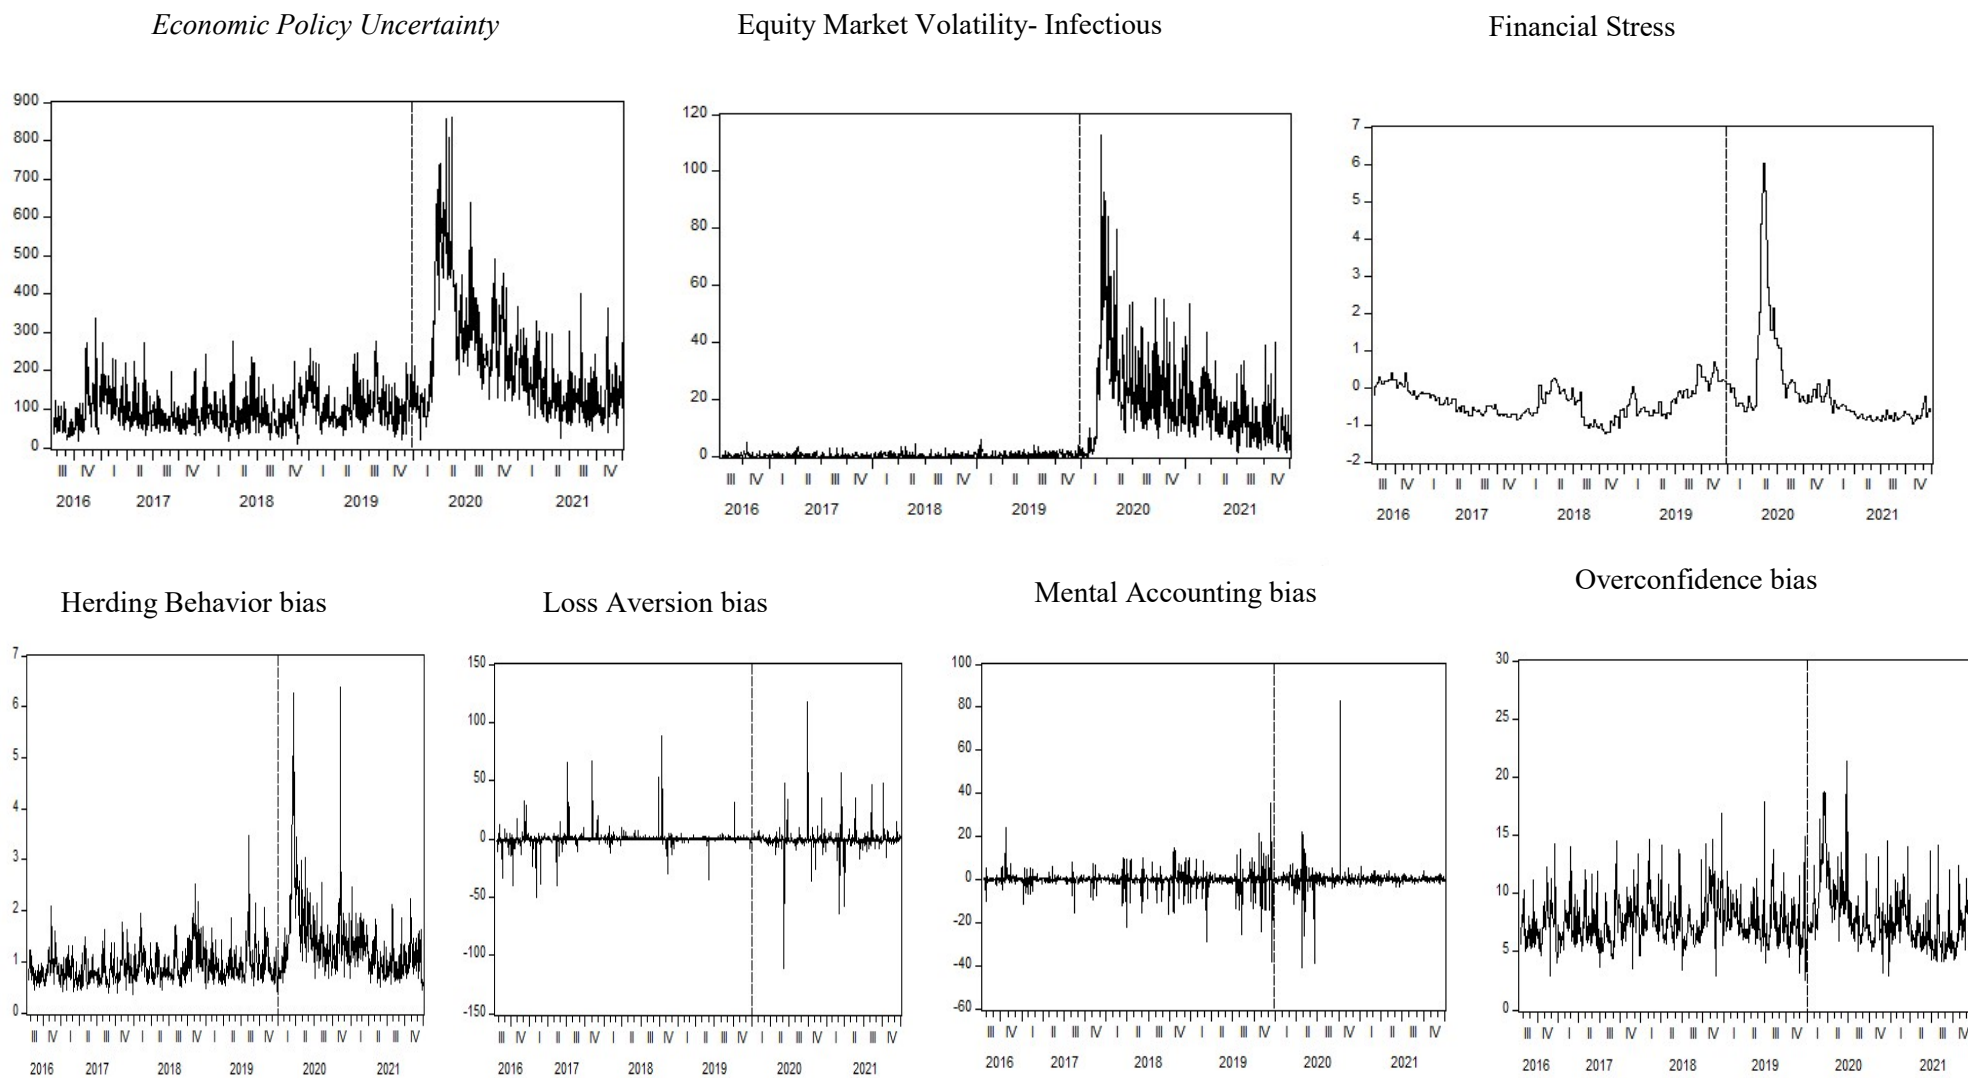 Economic Policy Uncertainty
Equity Market Volatility- Infectious
Financial Stress
900
800
700
600
500
400
300
200
100
0
III IV I II III IV I II III IV I II III IV I II III IV I II III IV
2016 2017 2018 2019 2020 2021
120
100
80
60
40
20
0
III IV I II III IV I II III IV I II III IV I II III IV I II III IV
2016 2017 2018 2019 2020 2021
7
6
5
4
3
2
1
0
-1
-2
III IV I II III IV I II III IV I II III IV I II III IV I II III IV
2016 2017 2018 2019 2020 2021
Herding Behavior bias
Loss Aversion bias
Mental Accounting bias
Overconfidence bias
7
6
5
4
3
2
1
0
III IV I II III IV I II III IV I II III IV I II III IV I II III IV
2016 2017 2018 2019 2020 2021
150
100
50
0
-50
-100
-150
III IV I II III IV I II III IV I II III IV I II III IV I II III IV
2016 2017 2018 2019 2020 2021
100
80
60
40
20
0
-20
-40
-60
III IV I II III IV I II III IV I II III IV I II III IV I II III IV
2016 2017 2018 2019 2020 2021
30
25
20
15
10
5
0
III IV I II III IV I II III IV I II III IV I II III IV I II III IV
2016 2017 2018 2019 2020 2021